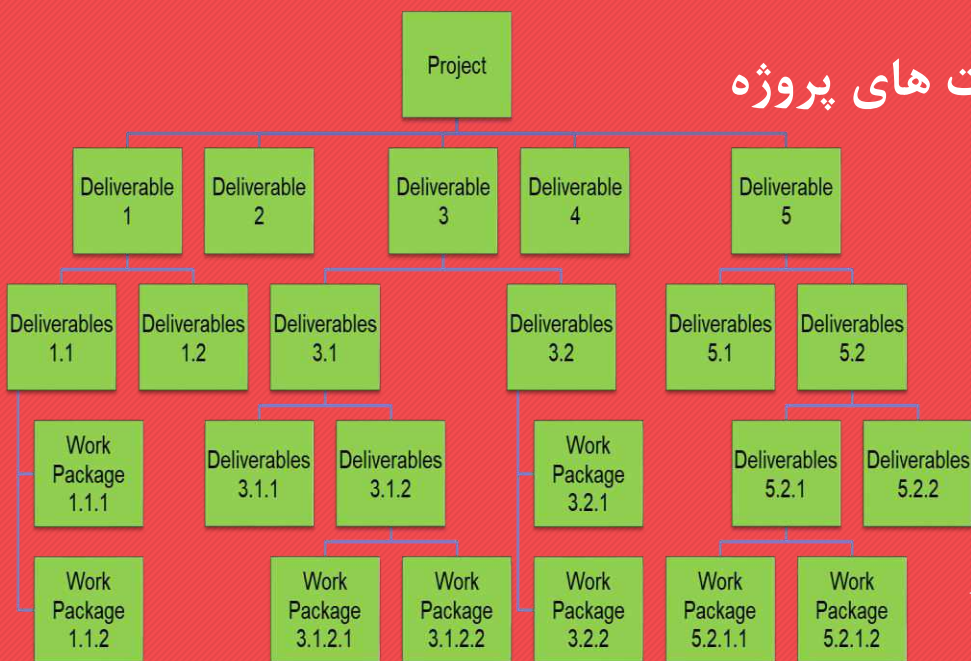 Project
های پروژه
Deliverable
1
Deliverable
2
Deliverable
3
Deliverable
4
Deliverable
5
Deliverables
1.1
Deliverables
1.2
Deliverables
3.1
Deliverables
3.2
Deliverables
5.1
Deliverables
5.2
Work
Package
1.1.1
Deliverables
3.1.1
Deliverables
3.1.2
Work
Package
3.2.1
Deliverables
5.2.1
Deliverables
5.2.2
Work
Package
1.1.2
Work
Package
3.1.2.1
Work
Package
3.1.2.2
Work
Package
3.2.2
Work
Package
5.2.1.1
Work
Package
5.2.1.2